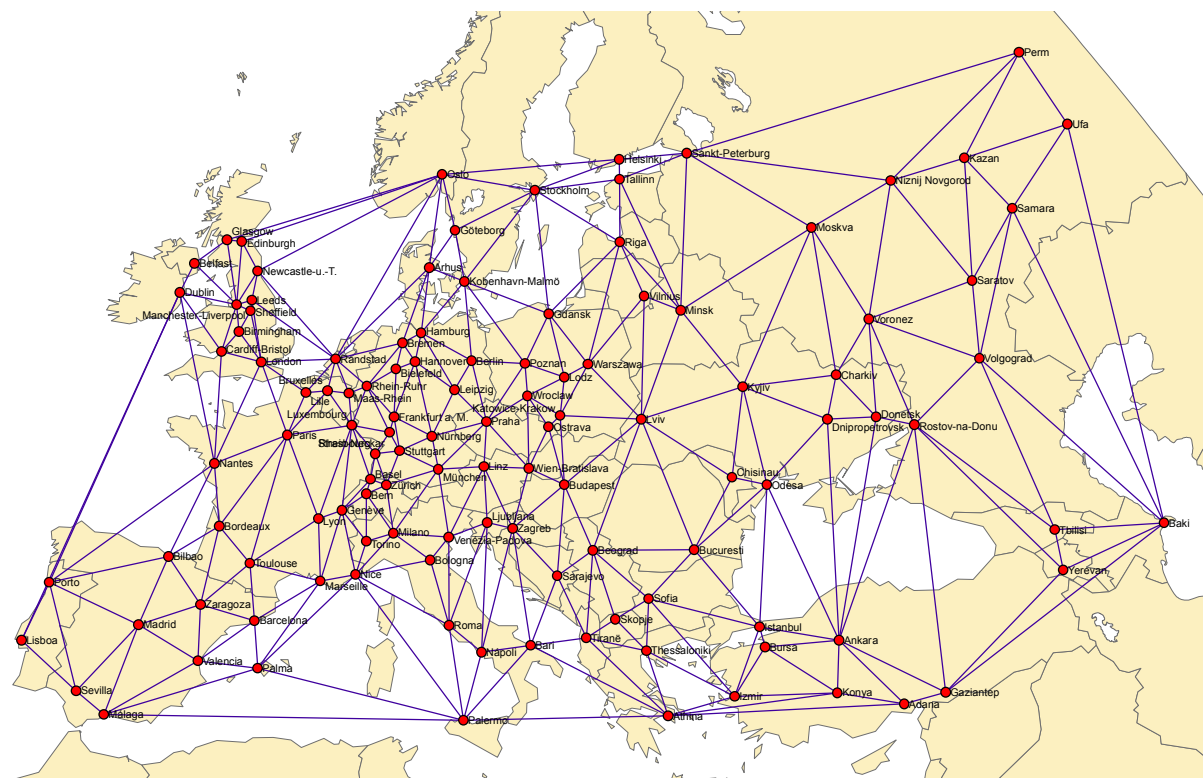 Perm
Ufa
Sankt-Peterburg
Helsinki
Kazan
Oslo
Tallinn
Niznij Novgorod
Stockholm
Samara
Moskva
Göteborg
Glasgow
Edinburgh
Riga
Belfast
Newcastle-u.-T.
Århus
Kobenhavn-Malmö
Saratov
Dublin
Leeds
Vilnius
Manchester-Liverpool
Sheffield
Minsk
Gdansk
Voronez
Birmingham
Hamburg
Bremen
Cardiff-Bristol
London
Randstad
Hannover
Berlin
Poznan
Warszawa
Volgograd
Bielefeld
Lodz
Charkiv
Bruxelles
Rhein-Ruhr
Leipzig
Kyjiv
Lille
Maas-Rhein
Wroclaw
Luxembourg
Frankfurt a. M.
Katowice-Krakow
Praha
Lviv
Donetsk
Dnipropetrovsk
Rostov-na-Donu
Ostrava
Paris
Nürnberg
Strasbourg
Stuttgart
Nantes
Linz
Wien-Bratislava
München
Basel
Zürich
Budapest
Chisinau
Odesa
Bern
Genève
Lyon
Ljubljana
Zagreb
Bordeaux
Milano
Venezia-Padova
Torino
Baki
Tbilisi
Bilbao
Toulouse
Bologna
Beograd
Bucuresti
Yerevan
Porto
Marseille
Nice
Sarajevo
Zaragoza
Sofia
Barcelona
Skopje
Madrid
Roma
Istanbul
Lisboa
Tiranë
Ankara
Bari
Bursa
Napoli
Thessaloniki
Valencia
Palma
Sevilla
Izmir
Konya
Gaziantep
Adana
Málaga
Palermo
Athina